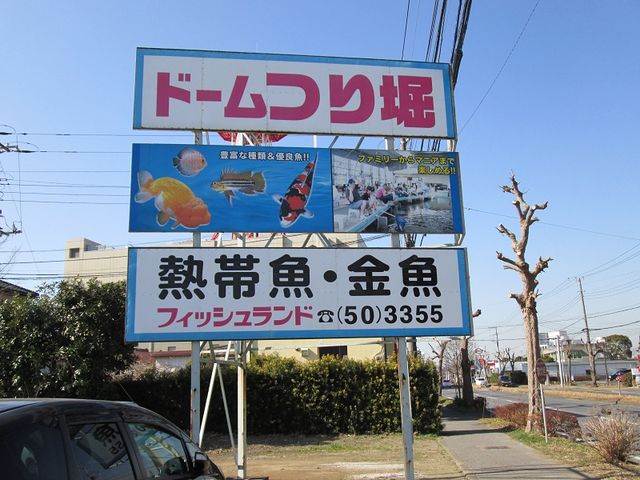 ドームつり堀
豊富な種類&優良魚!!
ファミリーからマニアまで
楽しめる!!
熱帯魚・金魚
フィッシュランド☎(50)3355